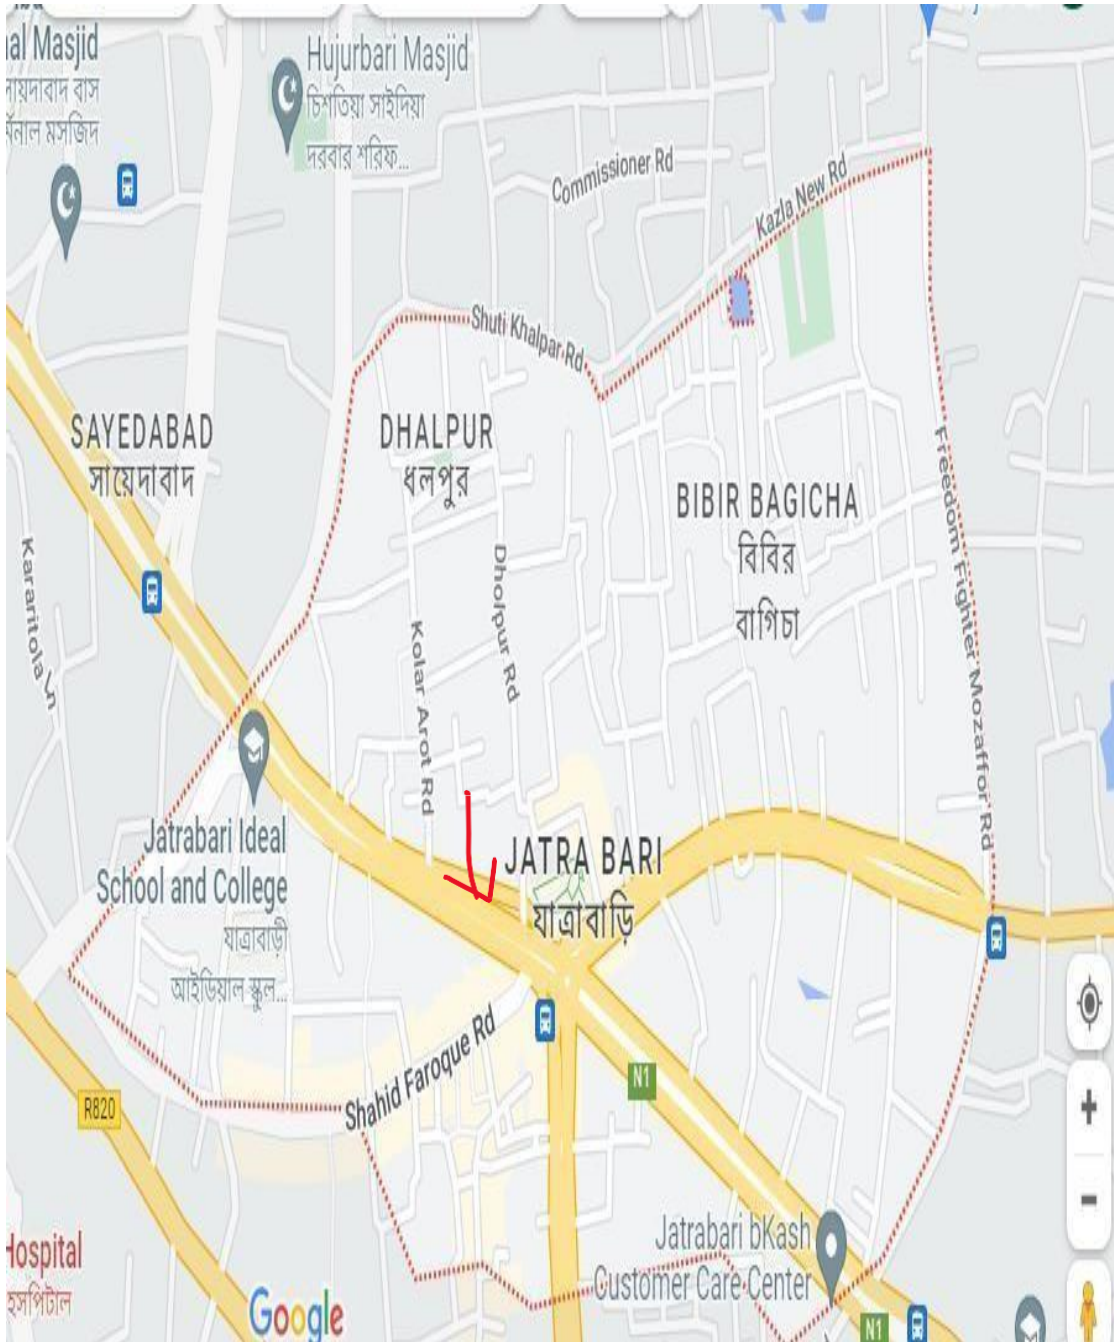 al Masjid
সায়দাবাদ বাস
মসজিদ
Hujurbari Masjid
চিশতিয়া সাইদিয়া
দরবার শরিফ...
Commissioner Rd
Kazla New Rd
Shuti Khalpar Rd
SAYEDABAD
সায়েদাবাদ
DHALPUR
ধলপুর
BIBIR BAGICHA
বিবির
বাগিচা
Freedom Fighter Mozaffor Rd
Kararitola Ln
Dholpur Rd
Kolar Arot Rd
Jatrabari Ideal
School and College
যাত্রাবাড়ী
আইডিয়াল স্কুল...
JATRA BARI
যাত্রাবাড়ি
Shahid Faroque Rd
N1
R820
Jatrabari bKash
Customer Care Center
Hospital
হসপিটাল
Google
N1